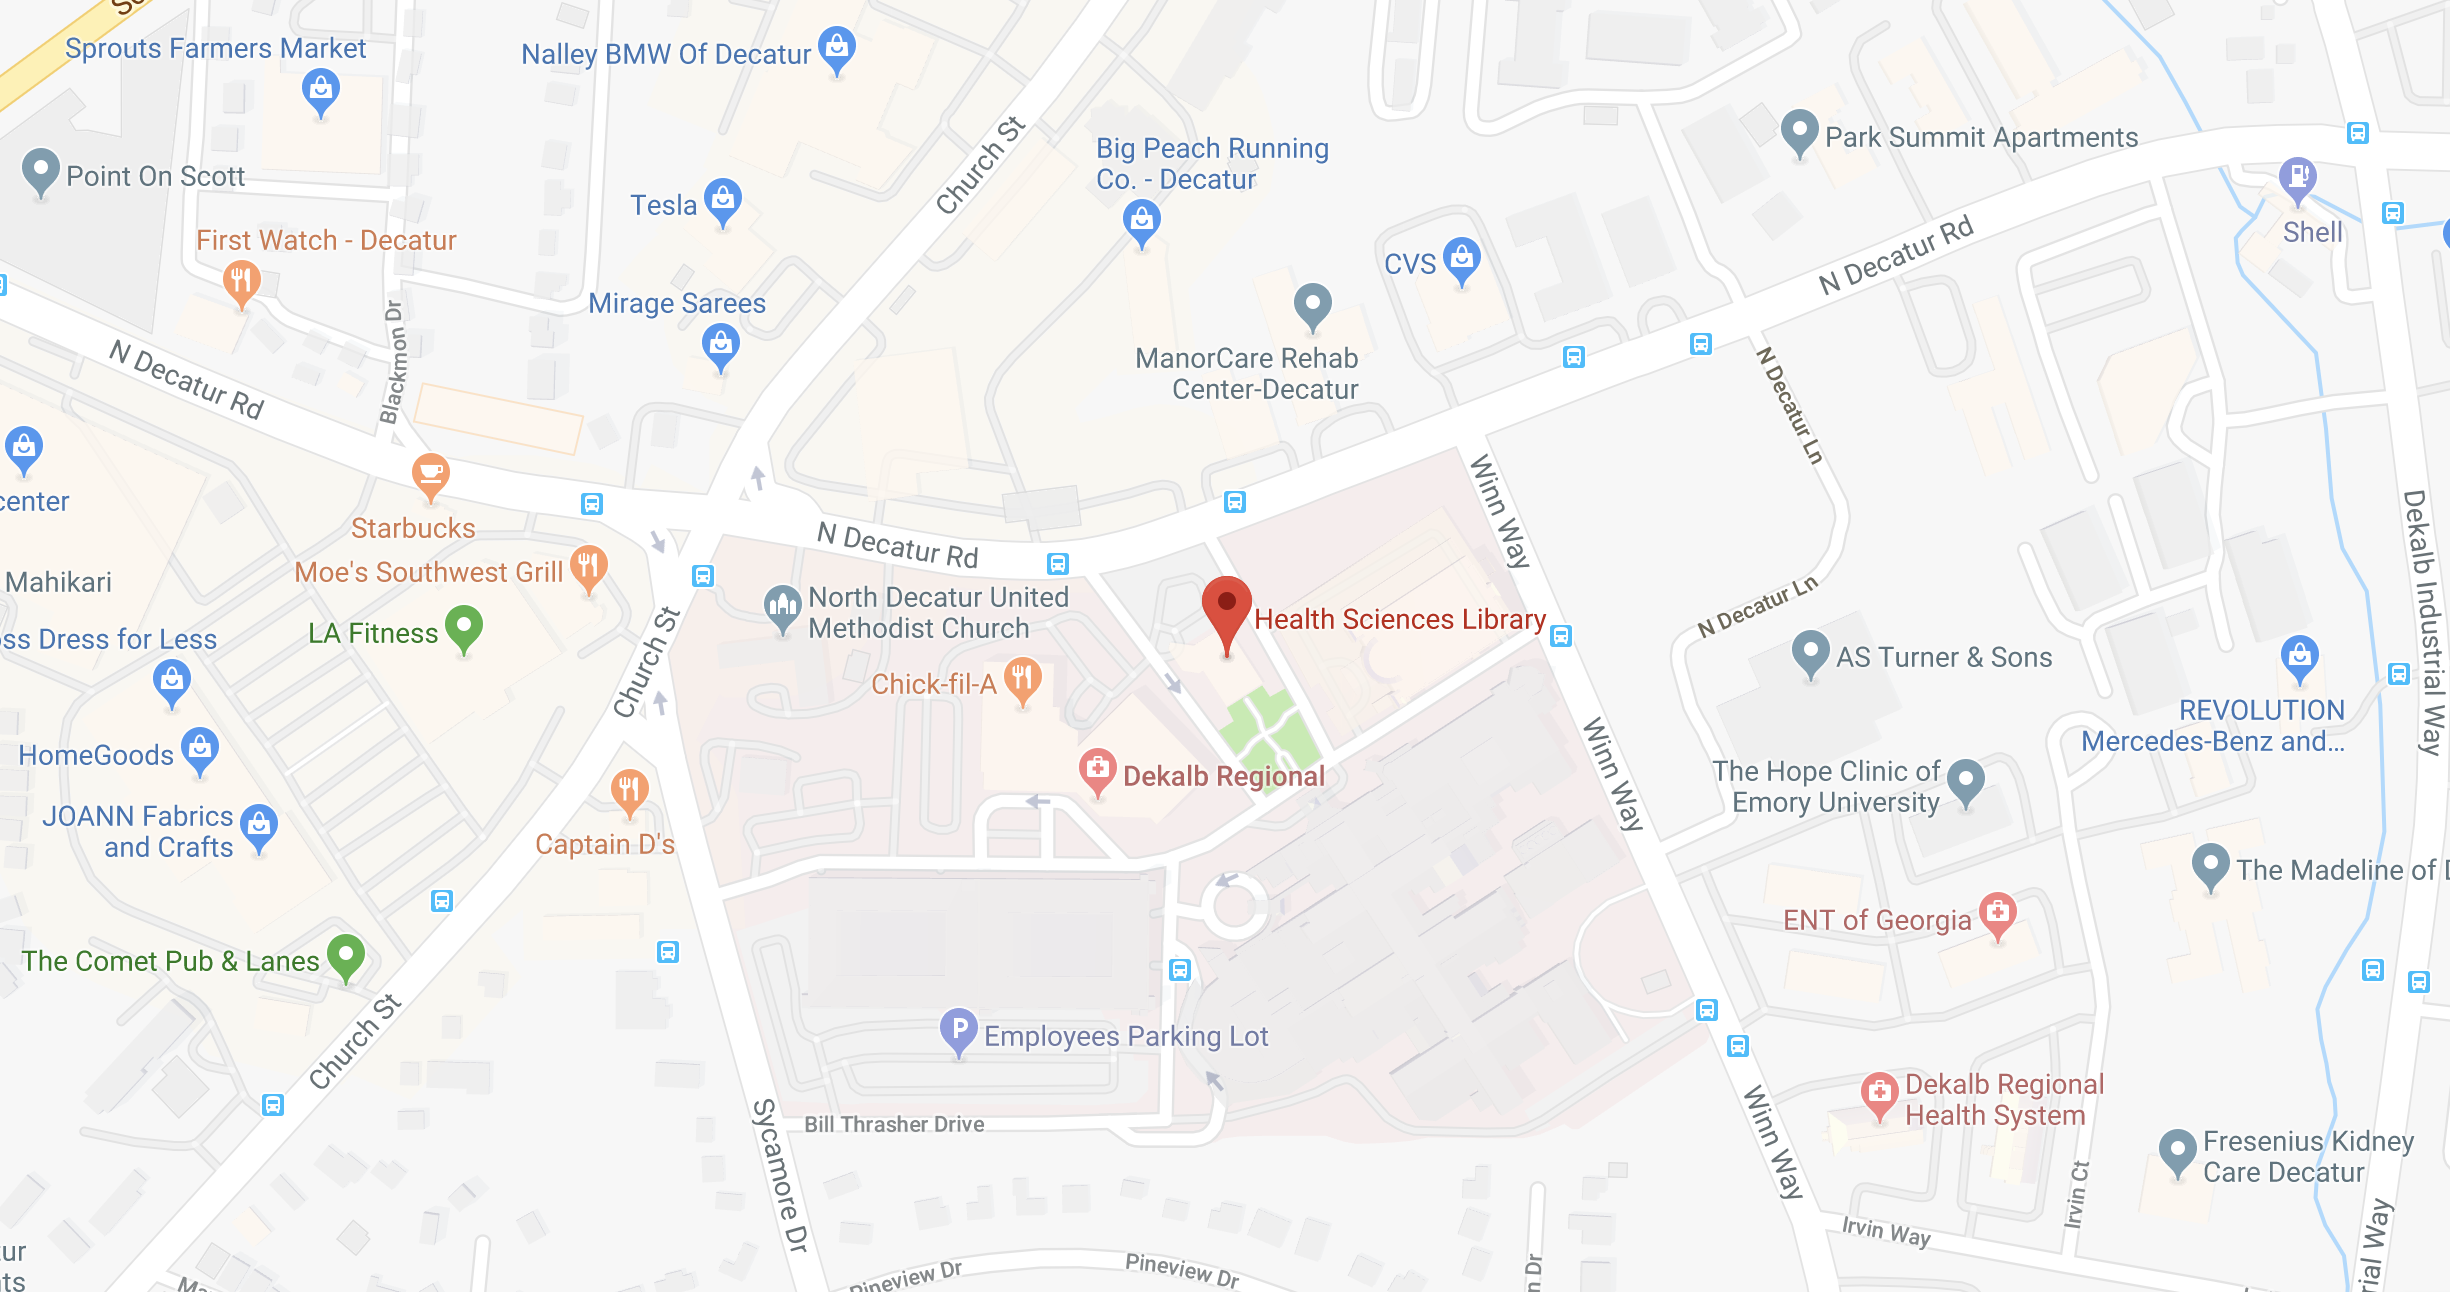 Sprouts Farmers Market
Nalley BMW Of Decatur
Church St
Big Peach Running
Co. - Decatur
Park Summit Apartments
Point On Scott
Tesla
First Watch - Decatur
CVS
Shell
N Decatur Rd
Mirage Sarees
Blackmon Dr
N Decatur Rd
ManorCare Rehab
Center-Decatur
N Decatur Ln
center
Starbucks
Moe's Southwest Grill
N Decatur Rd
Winn Way
Mahikari
LA Fitness
North Decatur United
Methodist Church
Health Sciences Library
N Decatur Ln
Dekalb Industrial Way
oss Dress for Less
Church St
Chick-fil-A
AS Turner & Sons
REVOLUTION
Mercedes-Benz and...
HomeGoods
Dekalb Regional
Winn Way
The Hope Clinic of
Emory University
JOANN Fabrics
and Crafts
Captain D's
The Madeline of D
ENT of Georgia
The Comet Pub & Lanes
Church St
P
Employees Parking Lot
Bill Thrasher Drive
Sycamore Dr
Winn Way
Dekalb Regional
Health System
Fresenius Kidney
Care Decatur
Irvin Ct
Irvin Way
rial Way
Pineview Dr
Pineview Dr
n Dr
tur
nts
Ma